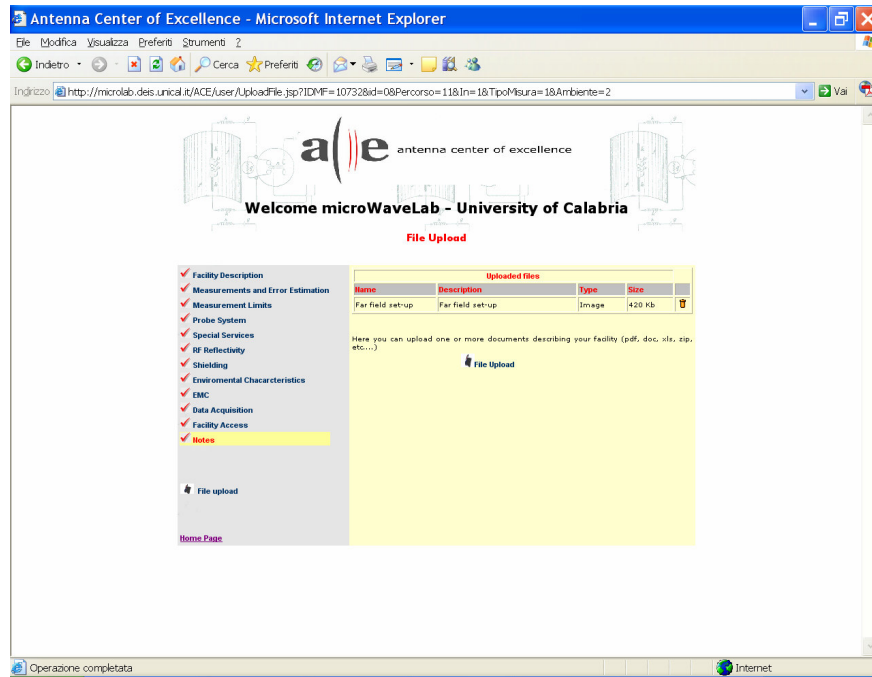 Antenna Center of Excellence - Microsoft Internet Explorer
File Modifica Visualizza Preferiti Strumenti ?
Indietro Cerca Preferiti
Indirizzo http://microlab.deis.unical.it/ACE/user/UploadFile.jsp?IDMF=10732&id=0&Percorso=11&In=1&TipoMisura=1&Ambiente=2 Vai
a e antenna center of excellence
Welcome microWaveLab - University of Calabria
File Upload
Facility Description
Measurements and Error Estimation
Measurement Limits
Probe System
Special Services
RF Reflectivity
Shielding
Enviromental Chacarcteristics
EMC
Data Acquisition
Facility Access
Notes
File upload
Home Page
Uploaded files
Name Description Type Size
Far field set-up Far field set-up Image 420 Kb
Here you can upload one or more documents describing your facility (pdf, doc, xls, zip,
etc....)
File Upload
Operazione completata Internet